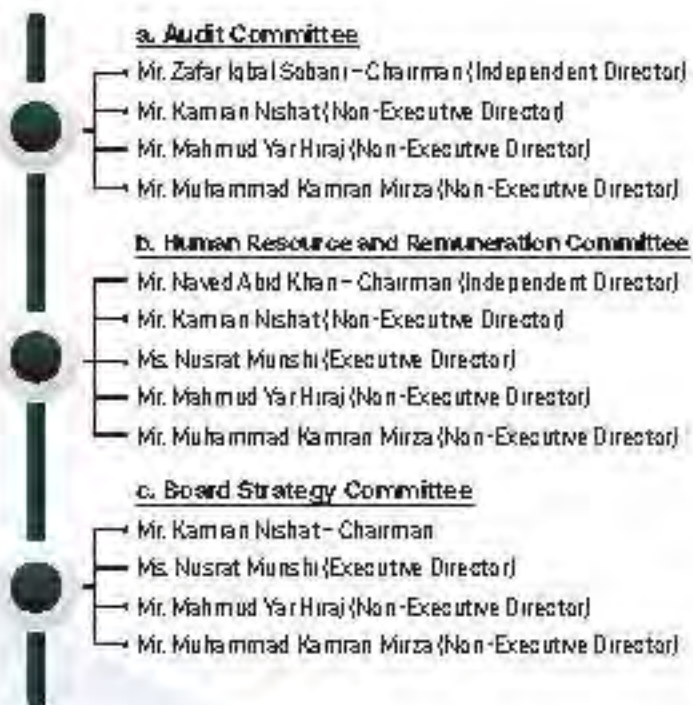 a. Audit Committee
Mr. Zafar Iqbal Sobani – Chairman (Independent Director)
Mr. Kamran Nishat (Non-Executive Director)
Mr. Mahmud Yar Hiraj (Non-Executive Director)
Mr. Muhammad Kamran Mirza (Non-Executive Director)
b. Human Resource and Remuneration Committee
Mr. Naved Abid Khan – Chairman (Independent Director)
Mr. Kamran Nishat (Non-Executive Director)
Ms. Nusrat Munshi (Executive Director)
Mr. Mahmud Yar Hiraj (Non-Executive Director)
Mr. Muhammad Kamran Mirza (Non-Executive Director)
c. Board Strategy Committee
Mr. Kamran Nishat – Chairman
Ms. Nusrat Munshi (Executive Director)
Mr. Mahmud Yar Hiraj (Non-Executive Director)
Mr. Muhammad Kamran Mirza (Non-Executive Director)